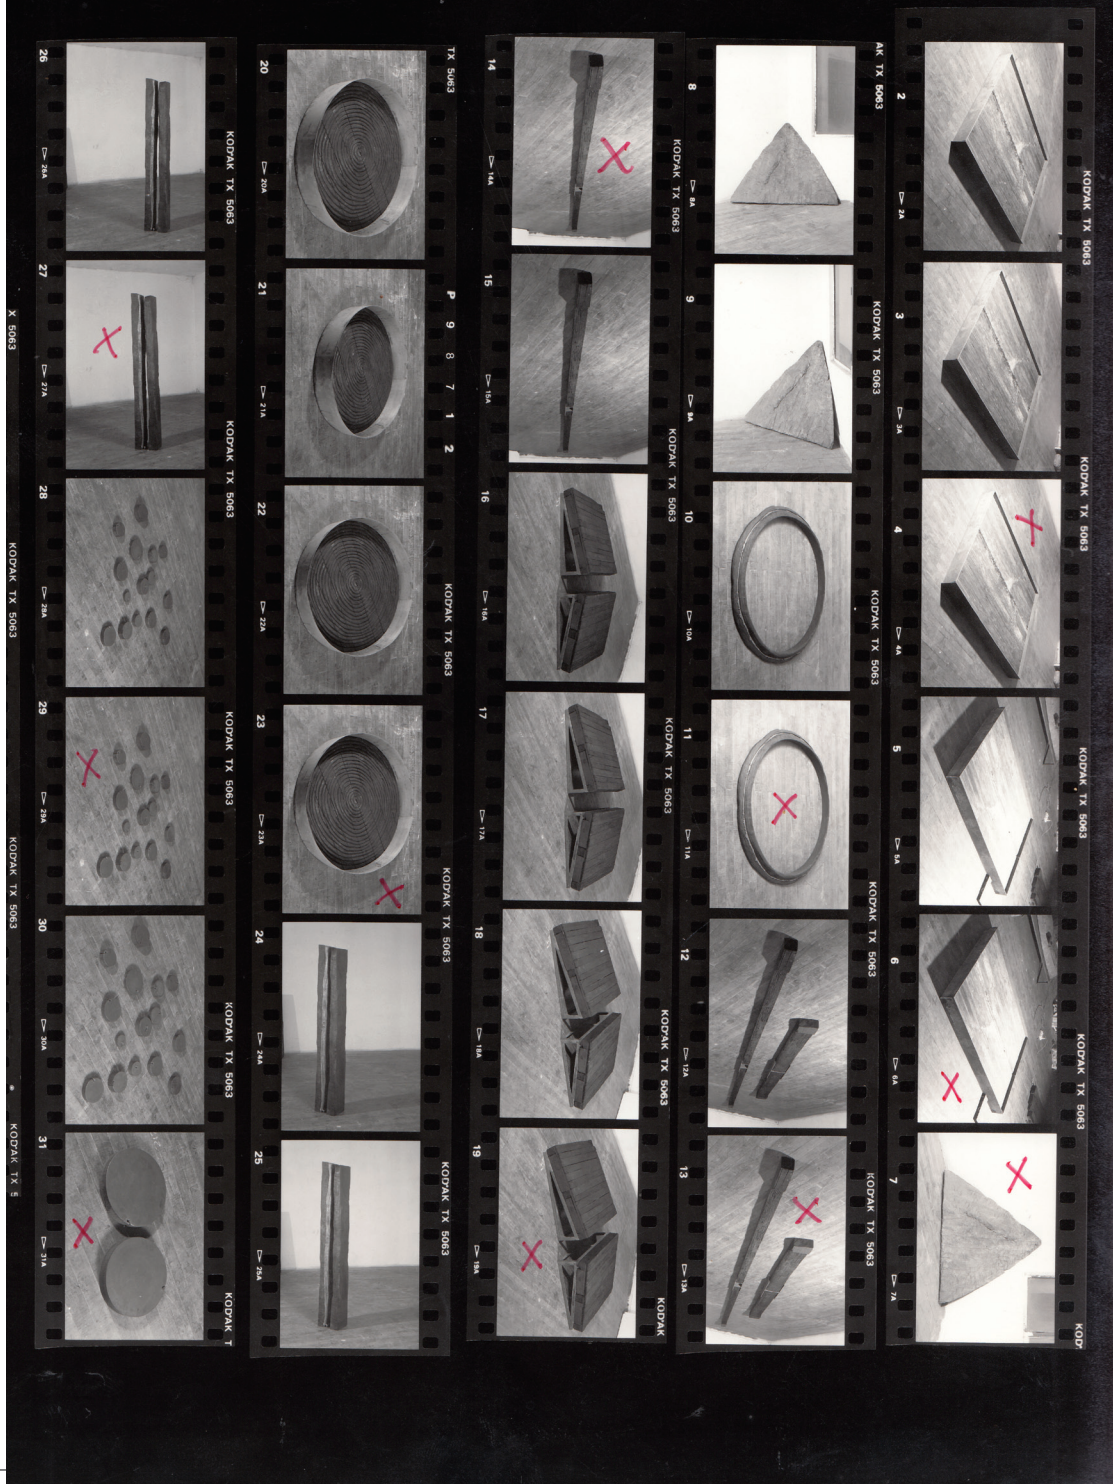 KODAK TX 5063 KODAK TX 5063 KODAK TX 5063 KODAK TX 5063 KOD
2 ▷2A 3 ▷3A 4 ▷4A 5 ▷5A 6 ▷6A 7 ▷7A
AK TX 5063 KODAK TX 5063 KODAK TX 5063 KODAK TX 5063 KODAK TX 5063
8 ▷8A 9 ▷9A 10 ▷10A 11 ▷11A 12 ▷12A 13 ▷13A
KODAK TX 5063 KODAK TX 5063 KODAK TX 5063 KODAK TX 5063 KODAK
14 ▷14A 15 ▷15A 16 ▷16A 17 ▷17A 18 ▷18A 19 ▷19A
TX 5063 P 9 8 7 1 2 KODAK TX 5063 KODAK TX 5063 KODAK TX 5063
20 ▷20A 21 ▷21A 22 ▷22A 23 ▷23A 24 ▷24A 25 ▷25A
KODAK TX 5063 KODAK TX 5063 KODAK TX 5063 KODAK TX 5063 KODAK T
26 ▷26A 27 ▷27A 28 ▷28A 29 ▷29A 30 ▷30A 31 ▷31A
X 5063 KODAK TX 5063 KODAK TX 5063 KODAK TX 5